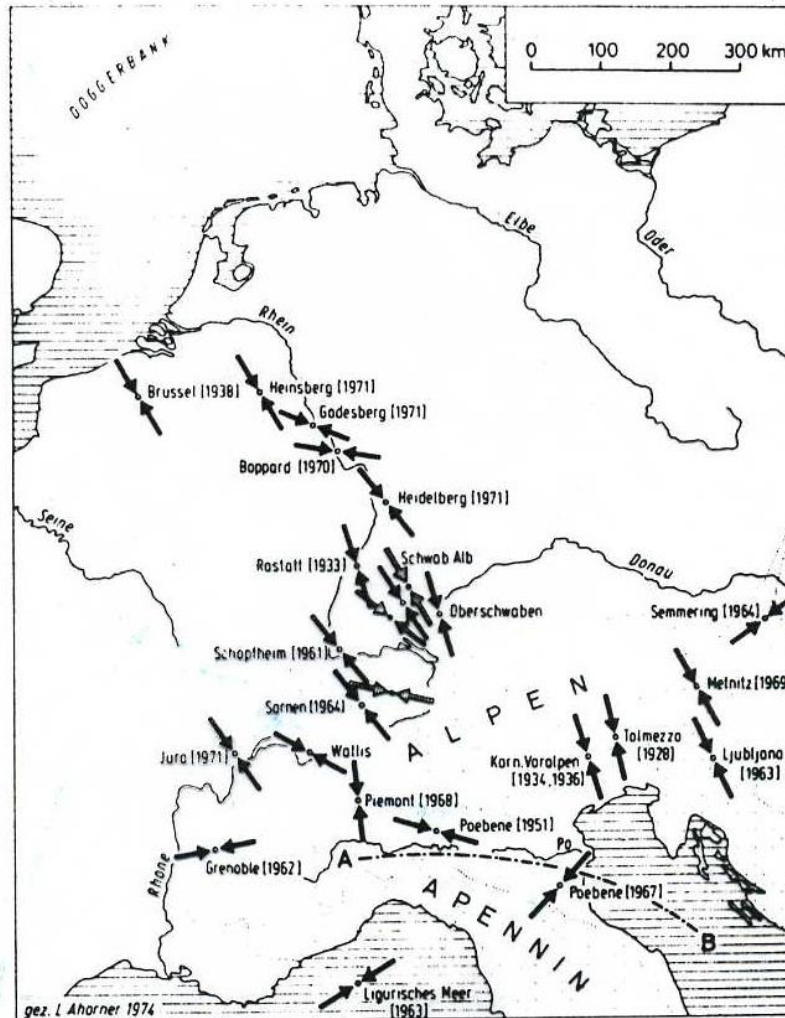 DOGGERBANK
0 100 200 300 km
Elbe
Oder
Rhein
Brussel [1938]
Heinsberg [1971]
Godesberg [1971]
Boppard [1970]
Heidelberg [1971]
Seine
Rastatt [1933]
Schwab Alb
Donau
Oberschwaben
Semmering [1964]
Schopfheim [1961]
Metnitz [1969]
Sarnen [1964]
ALPEN
Jura [1971]
Wallis
Karn. Voralpen
[1934, 1936]
Tolmezzo
[1928]
Ljubljana
[1963]
Piemont [1968]
Poebene [1951]
Po
Rhone
Grenoble [1962]
A
Poebene [1967]
APENNIN
B
Ligurisches Meer
[1963]
gez. L Ahorner 1974